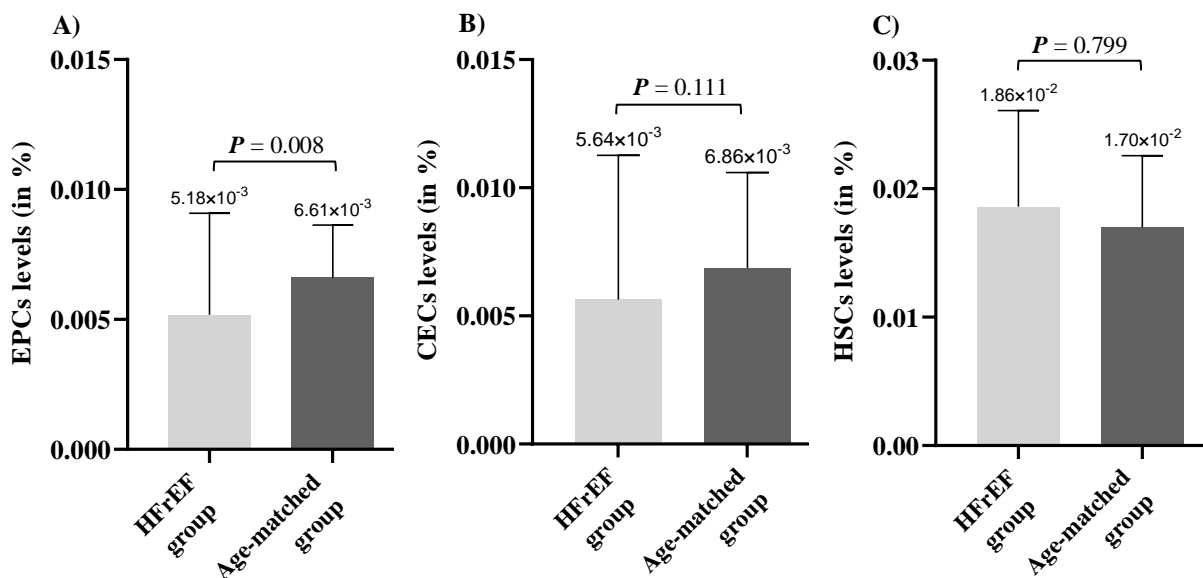 A)
EPCs levels (in %)
0.015
0.010
0.005
0.000
P = 0.008
5.18×10⁻³
6.61×10⁻³
HFrEF
group
Age-matched
group
B)
CECs levels (in %)
0.015
0.010
0.005
0.000
P = 0.111
5.64×10⁻³
6.86×10⁻³
HFrEF
group
Age-matched
group
C)
HSCs levels (in %)
0.03
0.02
0.01
0.00
P = 0.799
1.86×10⁻²
1.70×10⁻²
HFrEF
group
Age-matched
group